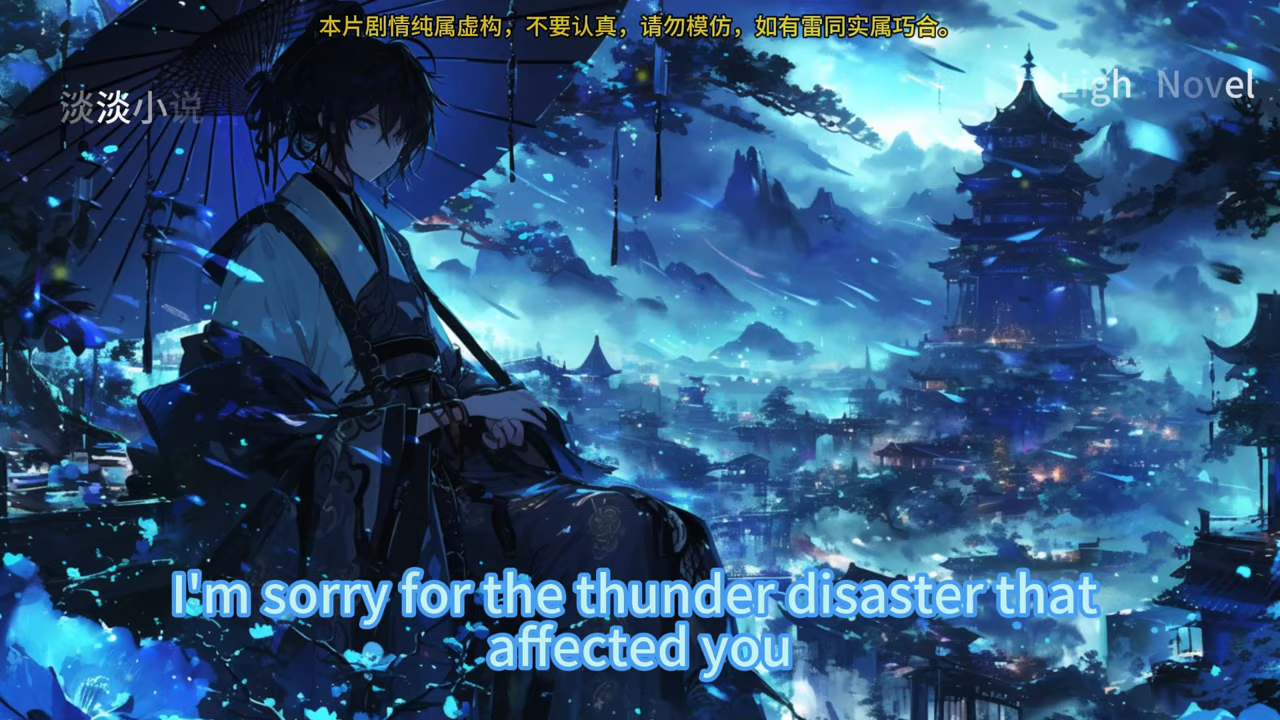 本片剧情纯属虚构，不要认真，请勿模仿，如有雷同实属巧合。
淡淡小说
Ligh Novel
I'm sorry for the thunder disaster that
affected you